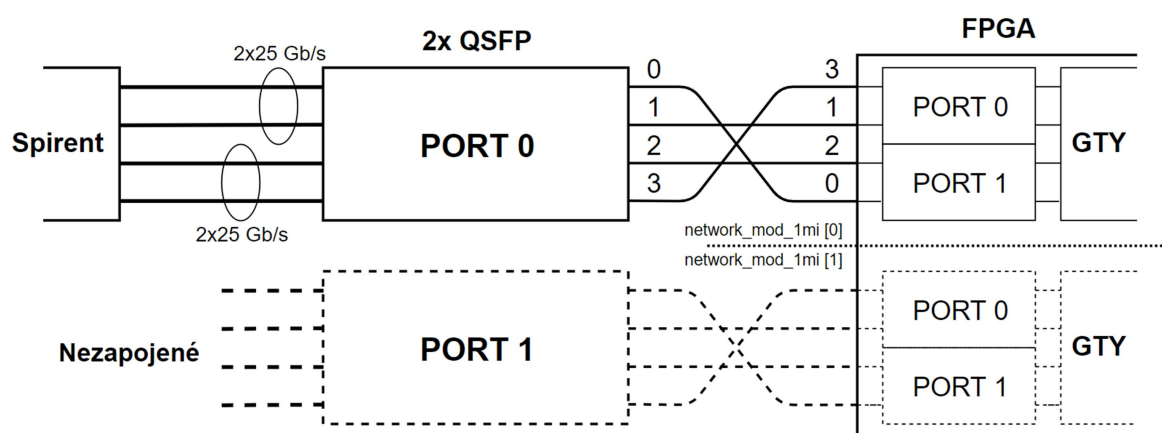 2x QSFP
FPGA
2x25 Gb/s
Spirent
PORT 0
0
1
2
3
3
1
2
0
PORT 0
PORT 1
GTY
2x25 Gb/s
network_mod_1mi [0]
network_mod_1mi [1]
Nezapojené
PORT 1
PORT 0
PORT 1
GTY